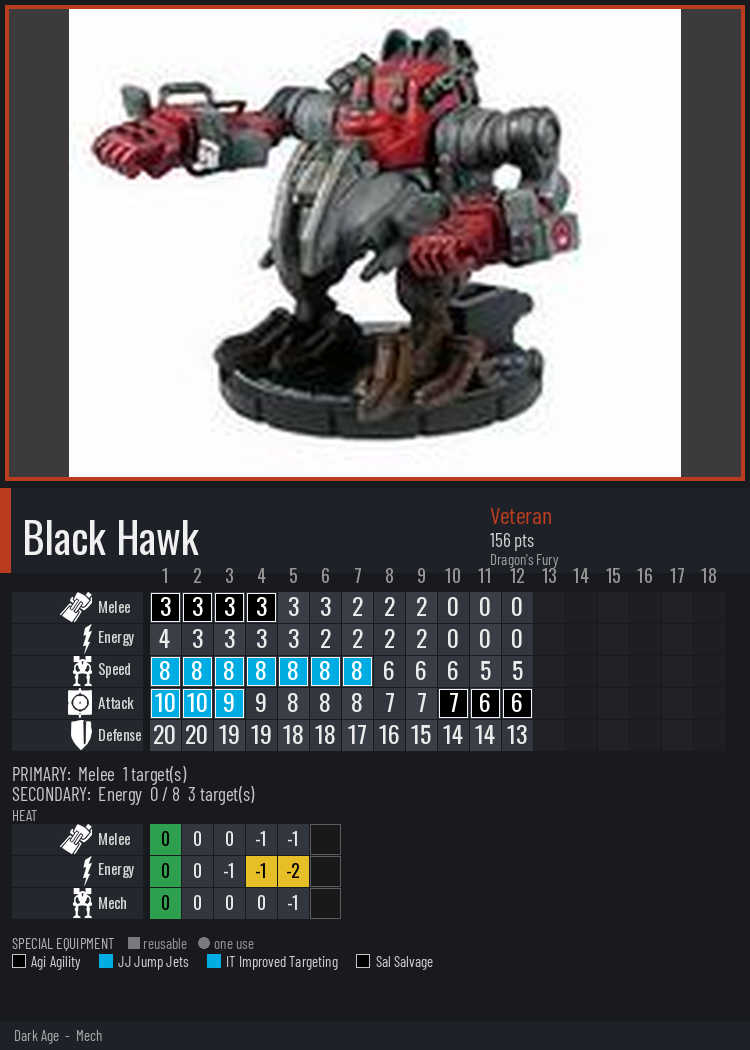 Black Hawk
Veteran
156 pts
Dragon's Fury
1 2 3 4 5 6 7 8 9 10 11 12 13 14 15 16 17 18
Melee 3 3 3 3 3 3 2 2 2 0 0 0
Energy 4 3 3 3 3 2 2 2 2 0 0 0
Speed 8 8 8 8 8 8 8 6 6 6 5 5
Attack 10 10 9 9 8 8 8 7 7 7 6 6
Defense 20 20 19 19 18 18 17 16 15 14 14 13
PRIMARY: Melee 1 target(s)
SECONDARY: Energy 0 / 8 3 target(s)
HEAT
Melee 0 0 0 -1 -1
Energy 0 0 -1 -1 -2
Mech 0 0 0 0 -1
SPECIAL EQUIPMENT reusable one use
Agi Agility JJ Jump Jets IT Improved Targeting Sal Salvage
Dark Age - Mech